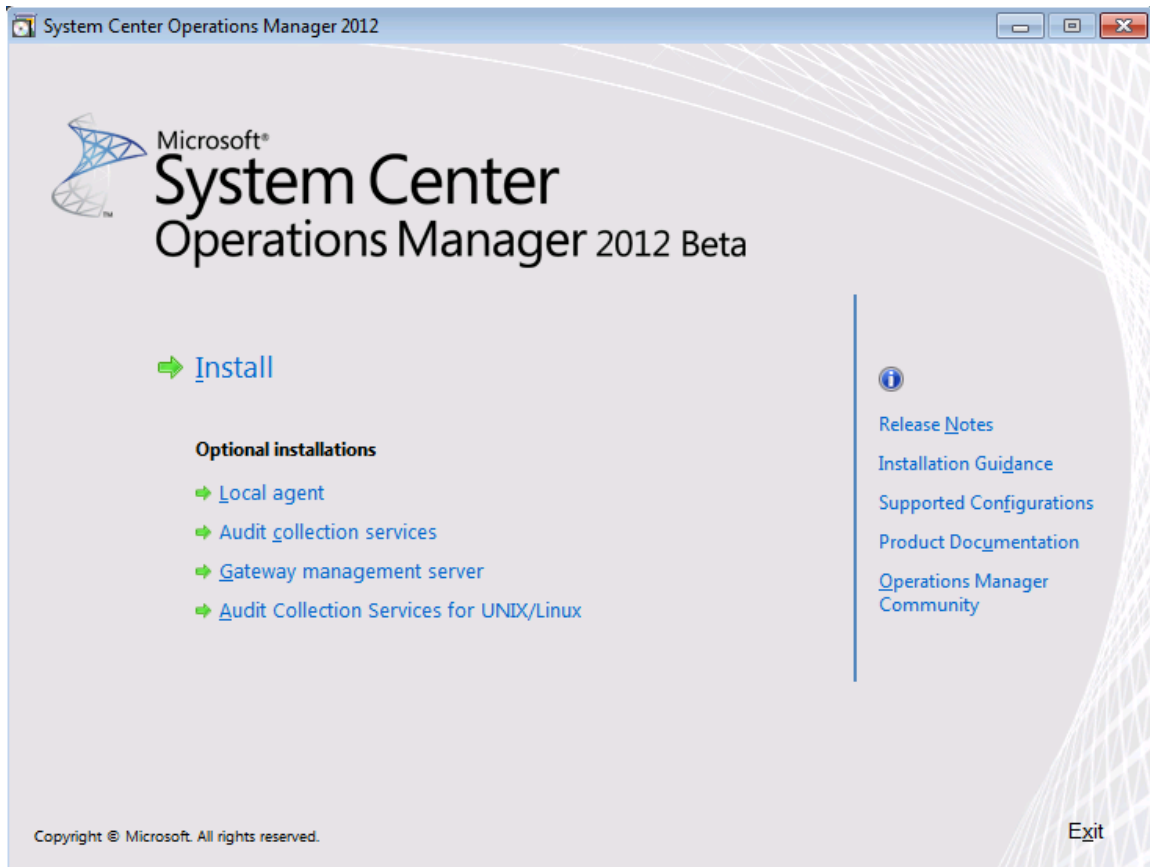 System Center Operations Manager 2012
Microsoft®
System Center
™
Operations Manager 2012 Beta
Install
Optional installations
Local agent
Audit collection services
Gateway management server
Audit Collection Services for UNIX/Linux
Release Notes
Installation Guidance
Supported Configurations
Product Documentation
Operations Manager
Community
Copyright © Microsoft. All rights reserved.
Exit